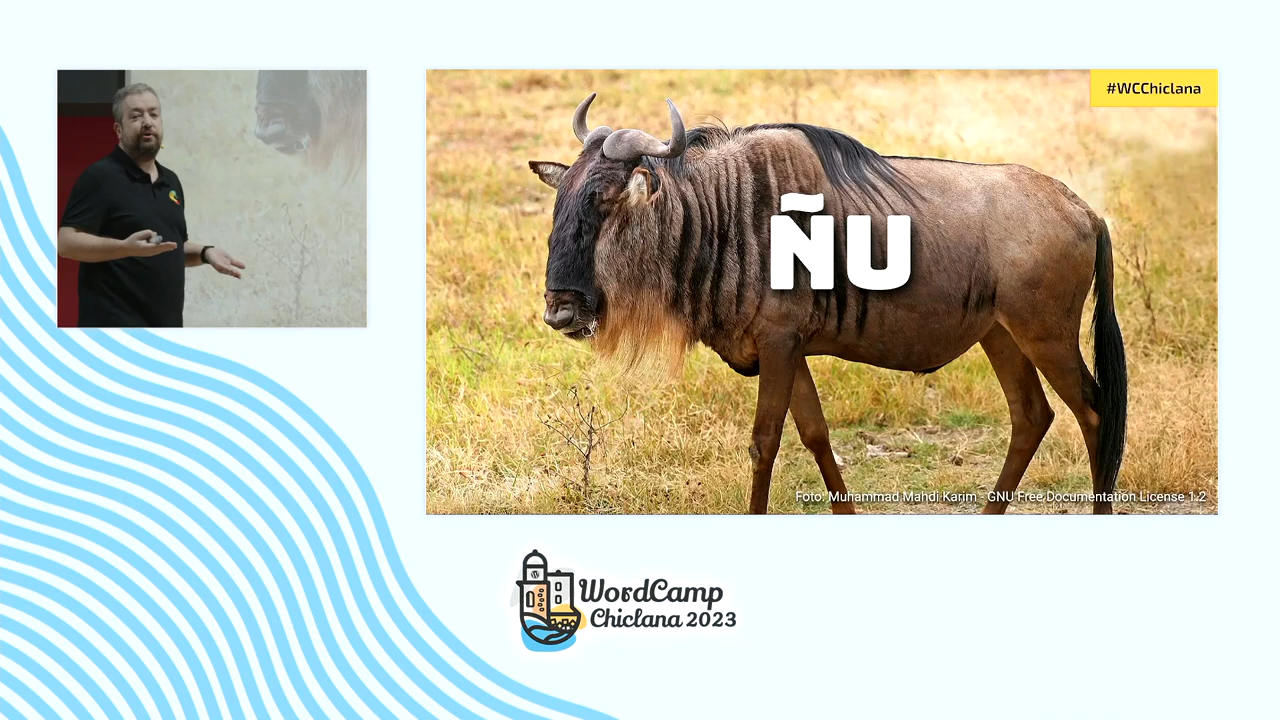 #WCChiclana
ÑU
Foto: Muhammad Mahdi Karim - GNU Free Documentation License 1.2
WordCamp
Chiclana 2023